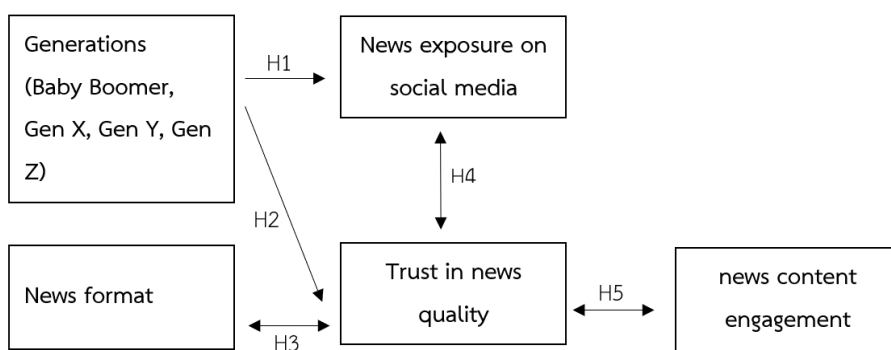 Generations
(Baby Boomer,
Gen X, Gen Y, Gen
Z)
H1
News exposure on
social media
H4
H2
News format
H3
Trust in news
quality
H5
news content
engagement